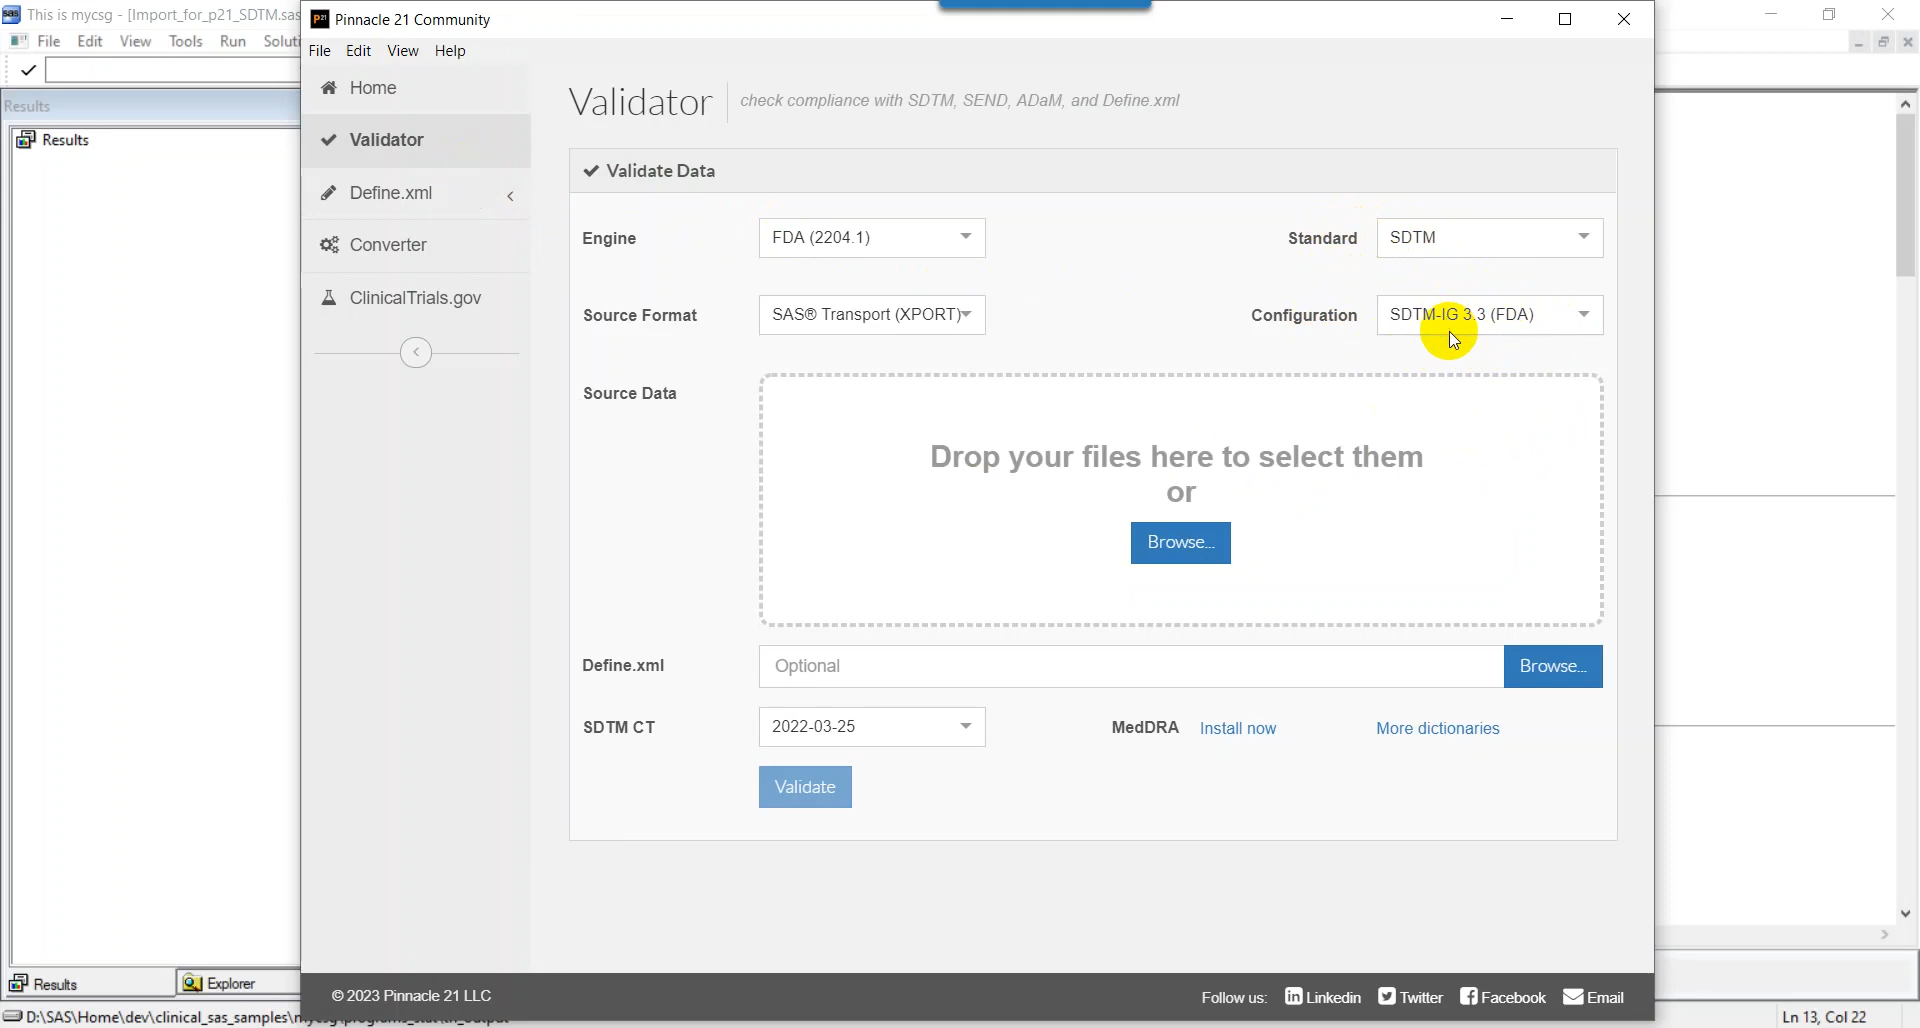 This is mycsg - [Import_for_p21_SDTM.sas
File Edit View Tools Run Soluti
Results
Results
Results
Explorer
D:\SAS\Home\dev\clinical_sas_samples\
Ln 13, Col 22
P21 Pinnacle 21 Community
File Edit View Help
Home
Validator
Define.xml
Converter
ClinicalTrials.gov
Validator check compliance with SDTM, SEND, ADaM, and Define.xml
Validate Data
Engine FDA (2204.1) Standard SDTM
Source Format SAS® Transport (XPORT) Configuration SDTM-IG 3.3 (FDA)
Source Data
Drop your files here to select them
or
Browse...
Define.xml Optional Browse...
SDTM CT 2022-03-25 MedDRA Install now More dictionaries
Validate
© 2023 Pinnacle 21 LLC
Follow us: Linkedin Twitter Facebook Email